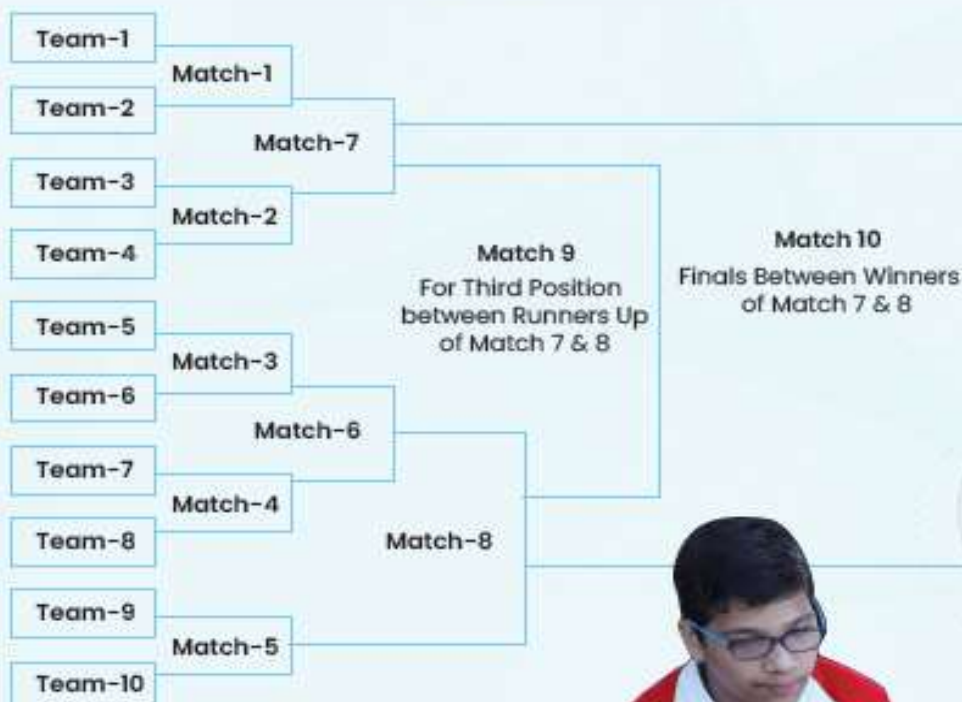 Team-1
Match-1
Team-2
Match-7
Team-3
Match-2
Team-4
Match 9
For Third Position
between Runners Up
of Match 7 & 8
Match 10
Finals Between Winners
of Match 7 & 8
Team-5
Match-3
Team-6
Match-6
Team-7
Match-4
Team-8
Match-8
Team-9
Match-5
Team-10